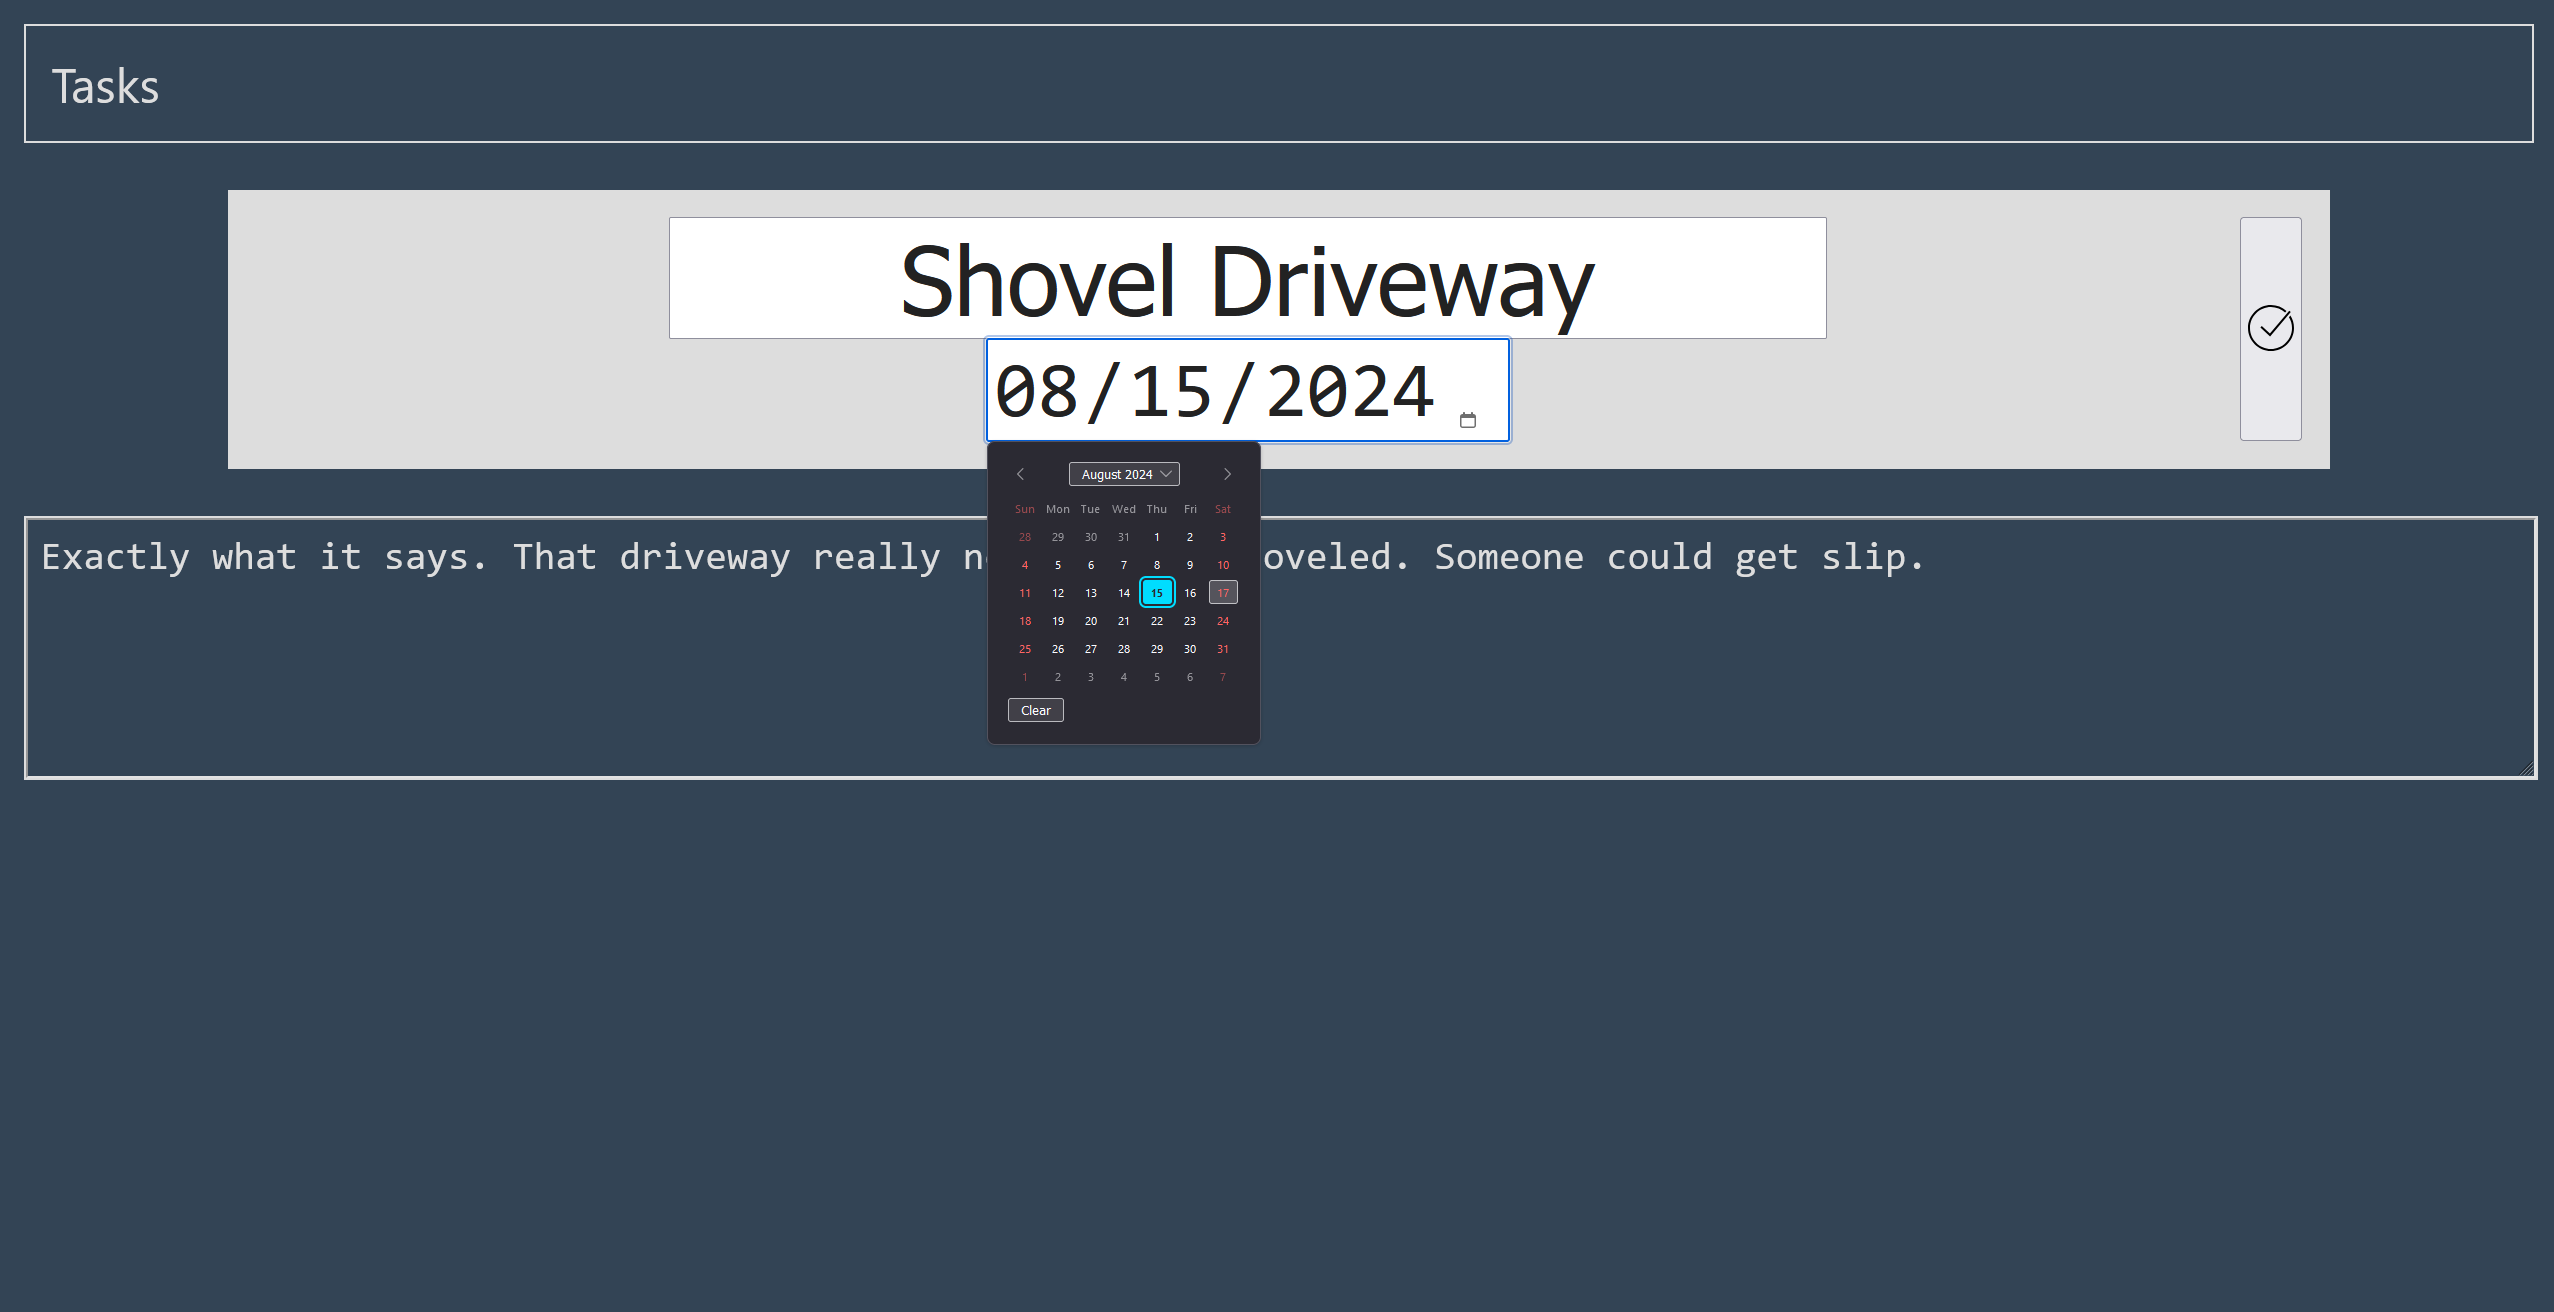 Tasks
Shovel Driveway
08/15/2024
August 2024
Sun Mon Tue Wed Thu Fri Sat
28 29 30 31 1 2 3
4 5 6 7 8 9 10
11 12 13 14 15 16 17
18 19 20 21 22 23 24
25 26 27 28 29 30 31
1 2 3 4 5 6 7
Clear
Exactly what it says. That driveway really oveled. Someone could get slip.